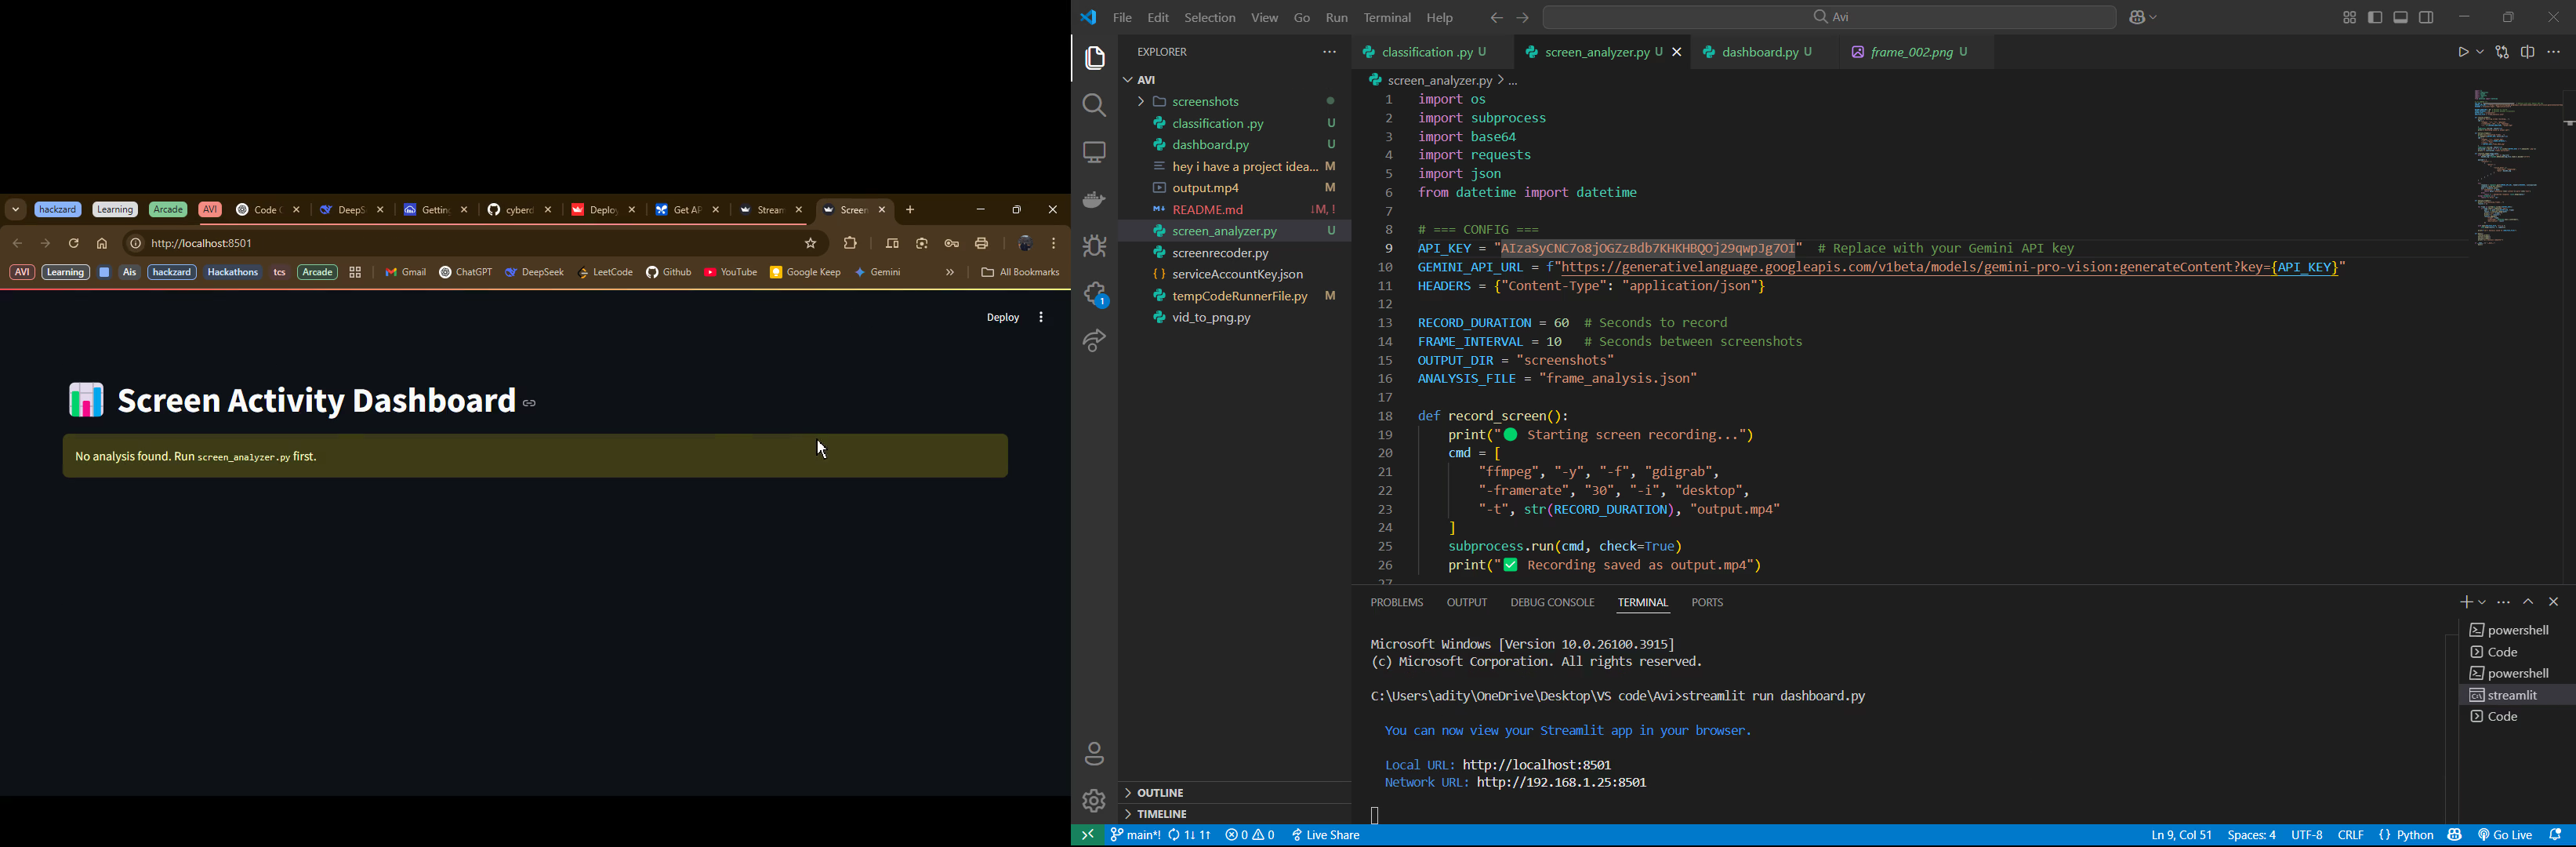 hackzard Learning Arcade AVI Code DeepS Gettin cyberd Deploy Get AP Stream Screen
http://localhost:8501
AVI Learning Ais hackzard Hackathons tcs Arcade Gmail ChatGPT DeepSeek LeetCode Github YouTube Google Keep Gemini » All Bookmarks
Deploy
Screen Activity Dashboard
No analysis found. Run screen_analyzer.py first.
File Edit Selection View Go Run Terminal Help
Avi
EXPLORER
AVI
screenshots
classification .py U
dashboard.py U
hey i have a project idea... M
output.mp4 M
README.md ↓M, !
screen_analyzer.py U
screenrecoder.py
serviceAccountKey.json
tempCodeRunnerFile.py M
vid_to_png.py
OUTLINE
TIMELINE
classification .py U screen_analyzer.py U dashboard.py U frame_002.png U
screen_analyzer.py > ...
1 import os
2 import subprocess
3 import base64
4 import requests
5 import json
6 from datetime import datetime
7
8 # === CONFIG ===
9 API_KEY = "AIzaSyCNC7o8jOGZzBdb7KHKHBQOj29qwpJg7OI" # Replace with your Gemini API key
10 GEMINI_API_URL = f"https://generativelanguage.googleapis.com/v1beta/models/gemini-pro-vision:generateContent?key={API_KEY}"
11 HEADERS = {"Content-Type": "application/json"}
12
13 RECORD_DURATION = 60 # Seconds to record
14 FRAME_INTERVAL = 10 # Seconds between screenshots
15 OUTPUT_DIR = "screenshots"
16 ANALYSIS_FILE = "frame_analysis.json"
17
18 def record_screen():
19 print("🟢 Starting screen recording...")
20 cmd = [
21 "ffmpeg", "-y", "-f", "gdigrab",
22 "-framerate", "30", "-i", "desktop",
23 "-t", str(RECORD_DURATION), "output.mp4"
24 ]
25 subprocess.run(cmd, check=True)
26 print("✅ Recording saved as output.mp4")
27
PROBLEMS OUTPUT DEBUG CONSOLE TERMINAL PORTS
Microsoft Windows [Version 10.0.26100.3915]
(c) Microsoft Corporation. All rights reserved.
C:\Users\adity\OneDrive\Desktop\VS code\Avi>streamlit run dashboard.py
You can now view your Streamlit app in your browser.
Local URL: http://localhost:8501
Network URL: http://192.168.1.25:8501
powershell
Code
powershell
streamlit
Code
main*! 1↓ 1↑ 0 0 Live Share
Ln 9, Col 51 Spaces: 4 UTF-8 CRLF {} Python Go Live